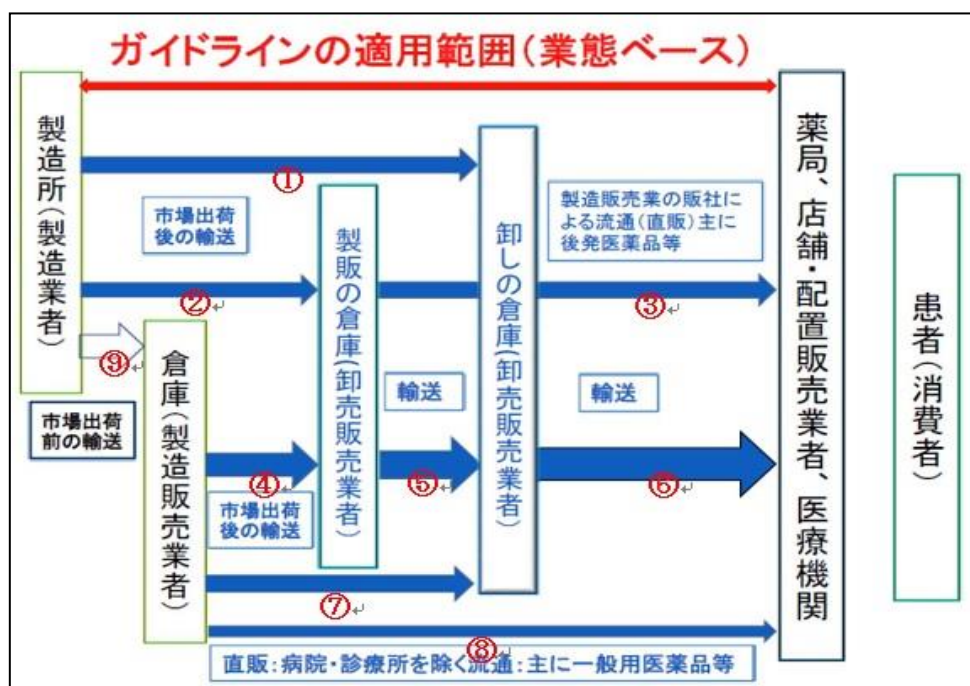 ガイドラインの適用範囲（業態ベース）
製造所（製造業者）
①
市場出荷
後の輸送
②
⑨
市場出荷
前の輸送
倉庫（製造販売業者）
④
市場出荷
後の輸送
製販の倉庫（卸売販売業者）
輸送
⑤
卸しの倉庫（卸売販売業者）
製造販売業の販社に
よる流通（直販）主に
後発医薬品等
③
輸送
⑥
⑦
⑧
直販：病院・診療所を除く流通：主に一般用医薬品等
薬局、店舗・配置販売業者、医療機関
患者（消費者）